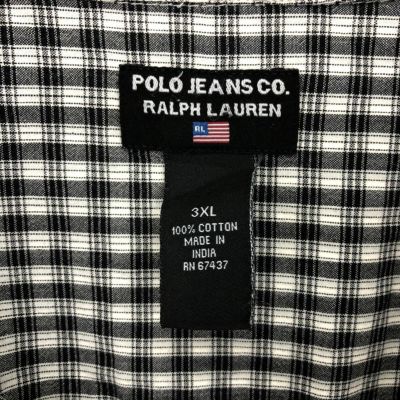 POLO JEANS CO.
RALPH LAUREN
RL
3XL
100% COTTON
MADE IN
INDIA
RN 67437